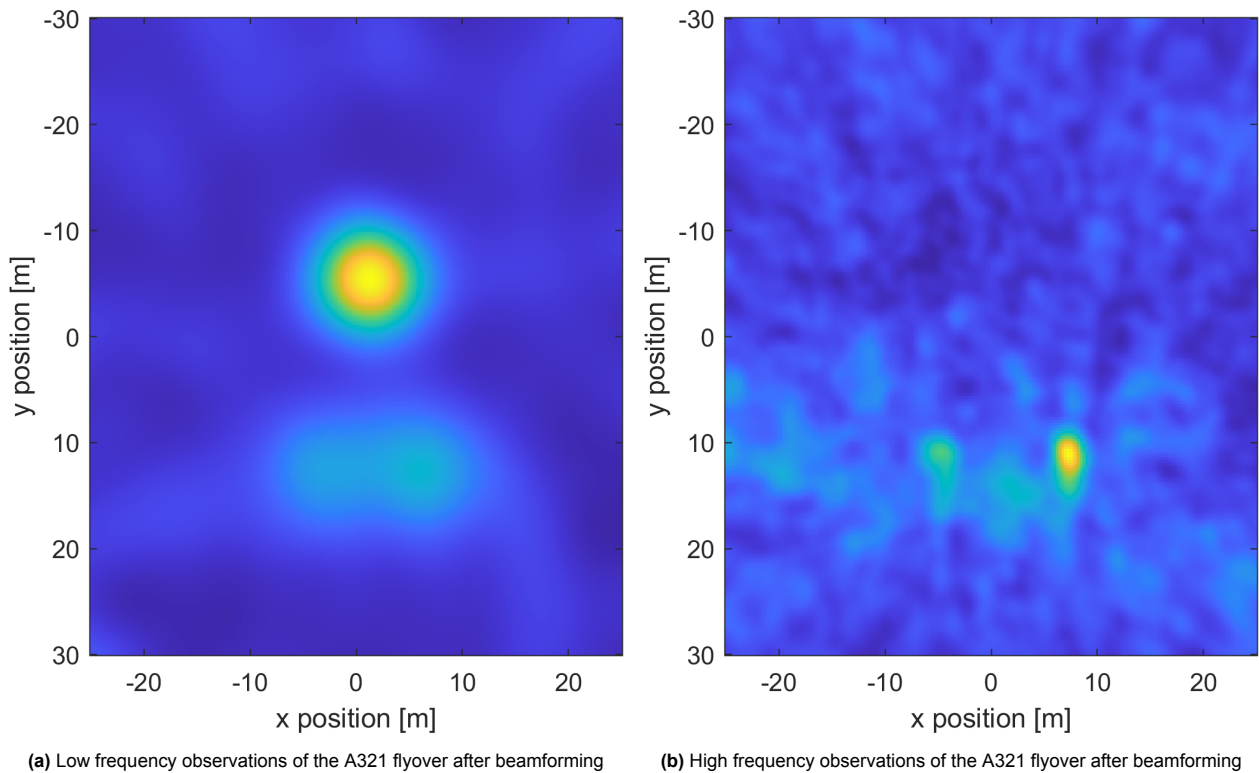 -30
-20
-10
0
10
20
30
y position [m]
-20 -10 0 10 20
x position [m]
-30
-20
-10
0
10
20
30
y position [m]
-20 -10 0 10 20
x position [m]
(a) Low frequency observations of the A321 flyover after beamforming
(b) High frequency observations of the A321 flyover after beamforming